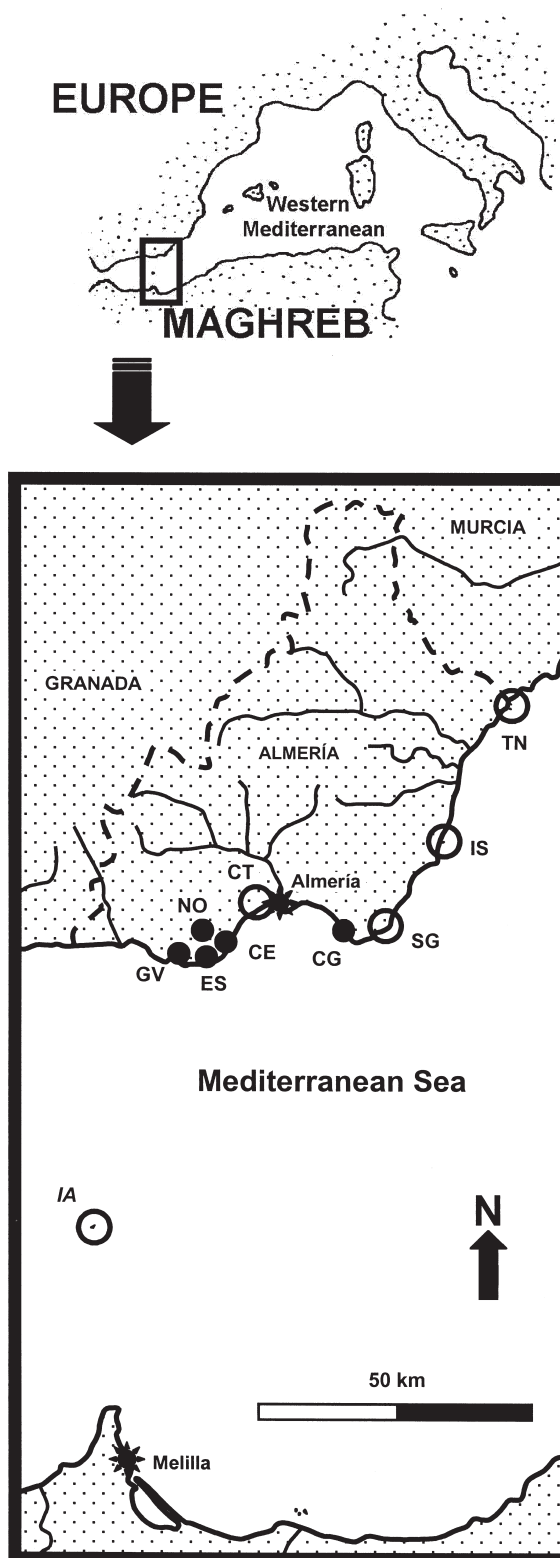 EUROPE
Western
Mediterranean
MAGHREB
MURCIA
GRANADA
TN
ALMERÍA
IS
CT
Almería
NO
SG
CE
CG
GV
ES
Mediterranean Sea
IA
N
50 km
Melilla